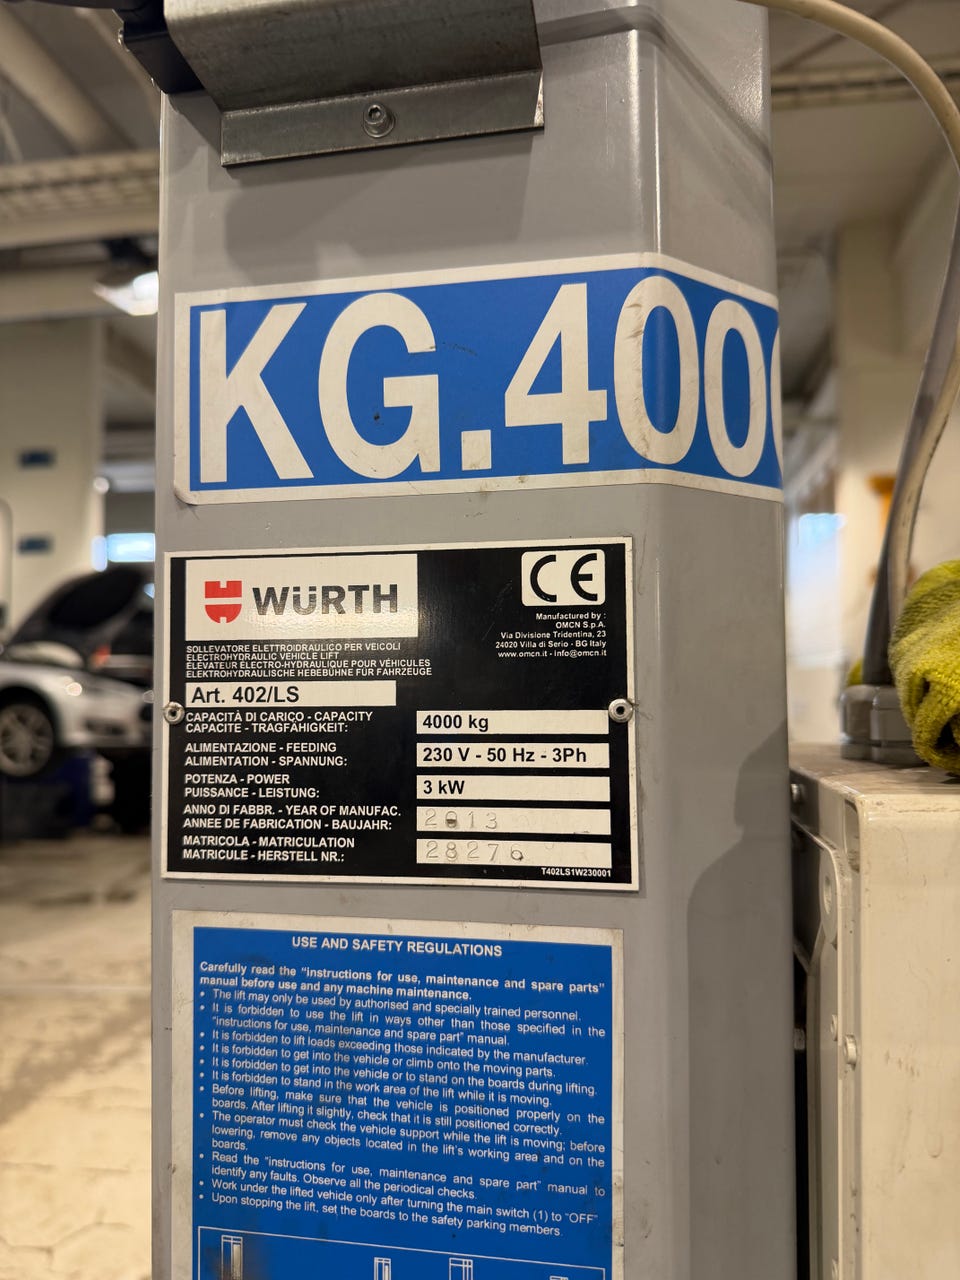 KG.400
WÜRTH
CE
Manufactured by :
OMCN S.p.A.
Via Divisione Tridentina, 23
24020 Villa di Serio - BG Italy
www.omcn.it - info@omcn.it
SOLLEVATORE ELETTROIDRAULICO PER VEICOLI
ELECTROHYDRAULIC VEHICLE LIFT
ELEVATEUR ELECTRO-HYDRAULIQUE POUR VÉHICULES
ELEKTROHYDRAULISCHE HEBEBÜHNE FÜR FAHRZEUGE
Art. 402/LS
CAPACITÀ DI CARICO - CAPACITY
CAPACITE - TRAGFÄHIGKEIT:
4000 kg
ALIMENTAZIONE - FEEDING
ALIMENTATION - SPANNUNG:
230 V - 50 Hz - 3Ph
POTENZA - POWER
PUISSANCE - LEISTUNG:
3 kW
ANNO DI FABBR. - YEAR OF MANUFAC.
ANNEE DE FABRICATION - BAUJAHR:
2013
MATRICOLA - MATRICULATION
MATRICULE - HERSTELL NR.:
28276
T402LS1W230001
USE AND SAFETY REGULATIONS
Carefully read the "instructions for use, maintenance and spare parts"
manual before use and any machine maintenance.
• The lift may only be used by authorised and specially trained personnel.
• It is forbidden to use the lift in ways other than those specified in the
"instructions for use, maintenance and spare part" manual.
• It is forbidden to lift loads exceeding those indicated by the manufacturer.
• It is forbidden to get into the vehicle or climb onto the moving parts.
• It is forbidden to get into the vehicle or to stand on the boards during lifting.
• It is forbidden to stand in the work area of the lift while it is moving.
• Before lifting, make sure that the vehicle is positioned properly on the
boards. After lifting it slightly, check that it is still positioned correctly.
• The operator must check the vehicle support while the lift is moving; before
lowering, remove any objects located in the lift's working area and on the
boards.
• Read the "instructions for use, maintenance and spare part" manual to
identify any faults. Observe all the periodical checks.
• Work under the lifted vehicle only after turning the main switch (1) to "OFF"
• Upon stopping the lift, set the boards to the safety parking members.